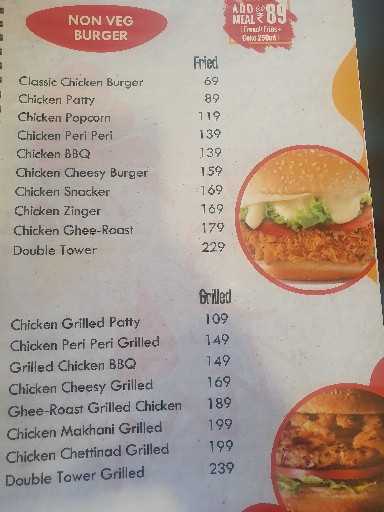 NON VEG
BURGER
ADD
MEAL ₹ 89
(French Fries +
Coke 250ml)
Fried
Classic Chicken Burger 69
Chicken Patty 89
Chicken Popcorn 119
Chicken Peri Peri 139
Chicken BBQ 139
Chicken Cheesy Burger 159
Chicken Snacker 169
Chicken Zinger 169
Chicken Ghee-Roast 179
Double Tower 229
Grilled
Chicken Grilled Patty 109
Chicken Peri Peri Grilled 149
Grilled Chicken BBQ 149
Chicken Cheesy Grilled 169
Ghee-Roast Grilled Chicken 189
Chicken Makhani Grilled 199
Chicken Chettinad Grilled 199
Double Tower Grilled 239